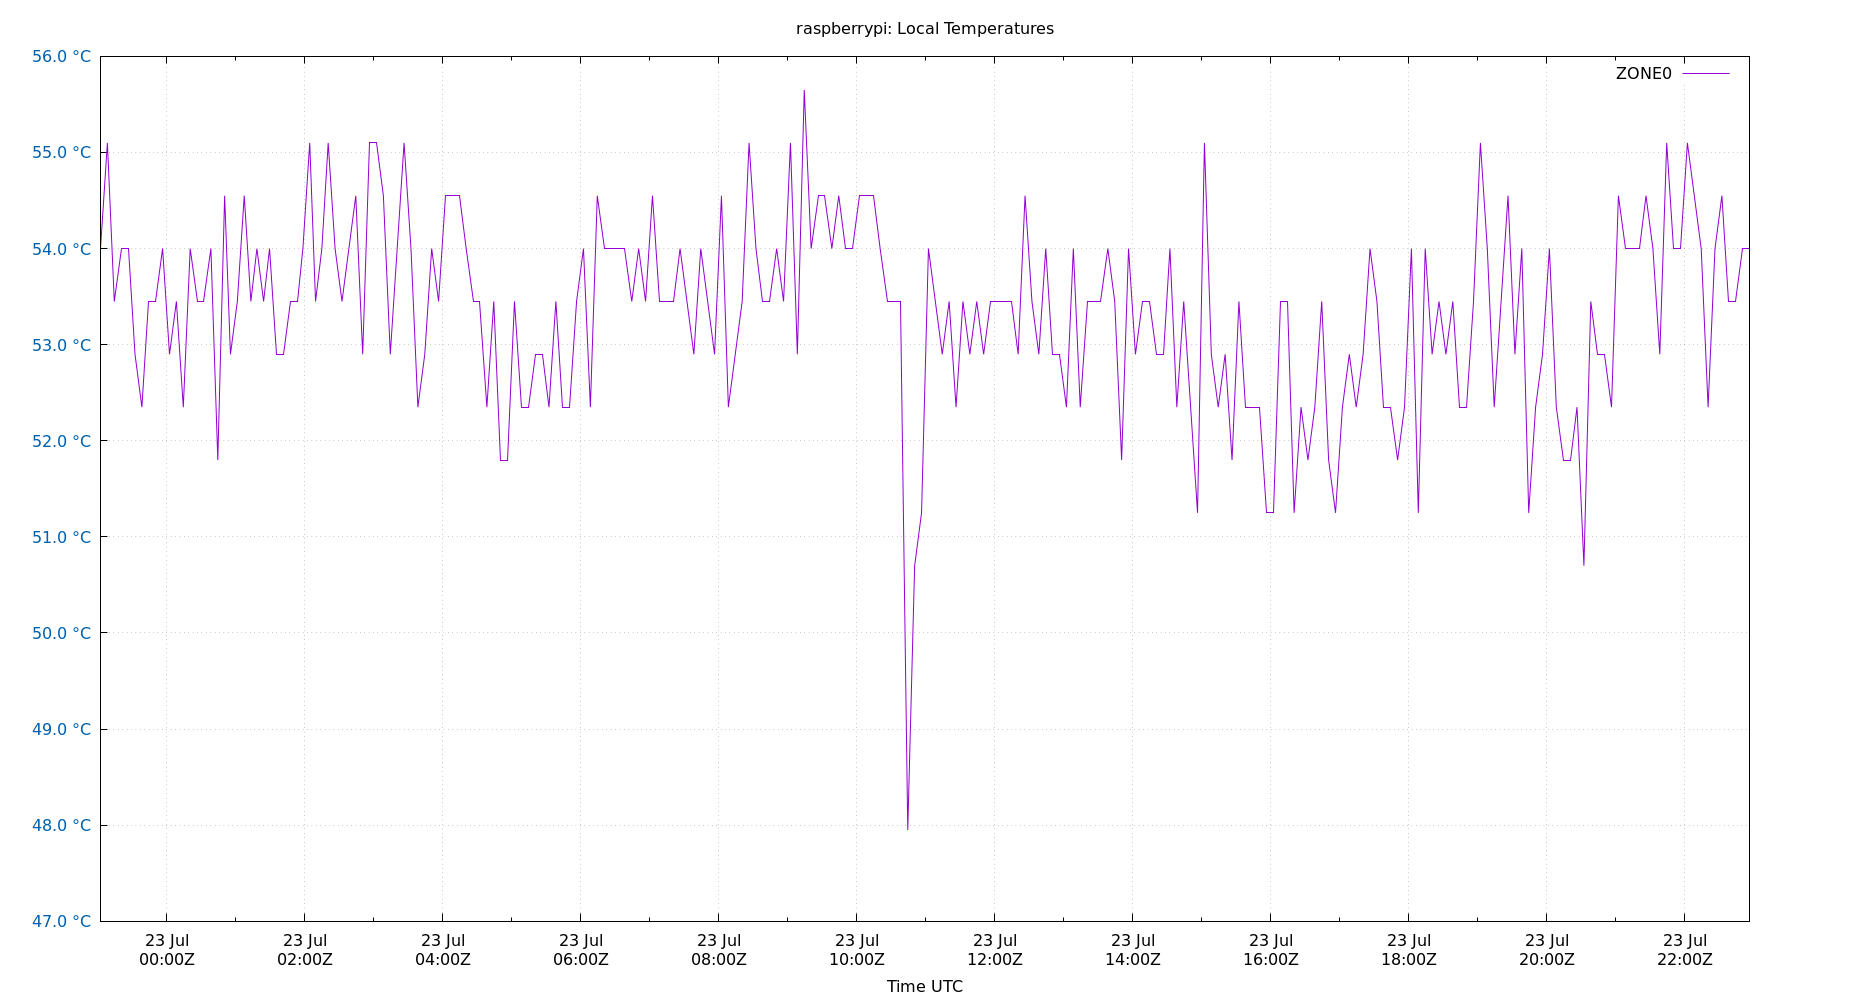 raspberrypi: Local Temperatures
56.0 °C
ZONE0
55.0 °C
54.0 °C
53.0 °C
52.0 °C
51.0 °C
50.0 °C
49.0 °C
48.0 °C
47.0 °C
23 Jul 23 Jul 23 Jul 23 Jul 23 Jul 23 Jul 23 Jul 23 Jul 23 Jul 23 Jul 23 Jul 23 Jul
00:00Z 02:00Z 04:00Z 06:00Z 08:00Z 10:00Z 12:00Z 14:00Z 16:00Z 18:00Z 20:00Z 22:00Z
Time UTC